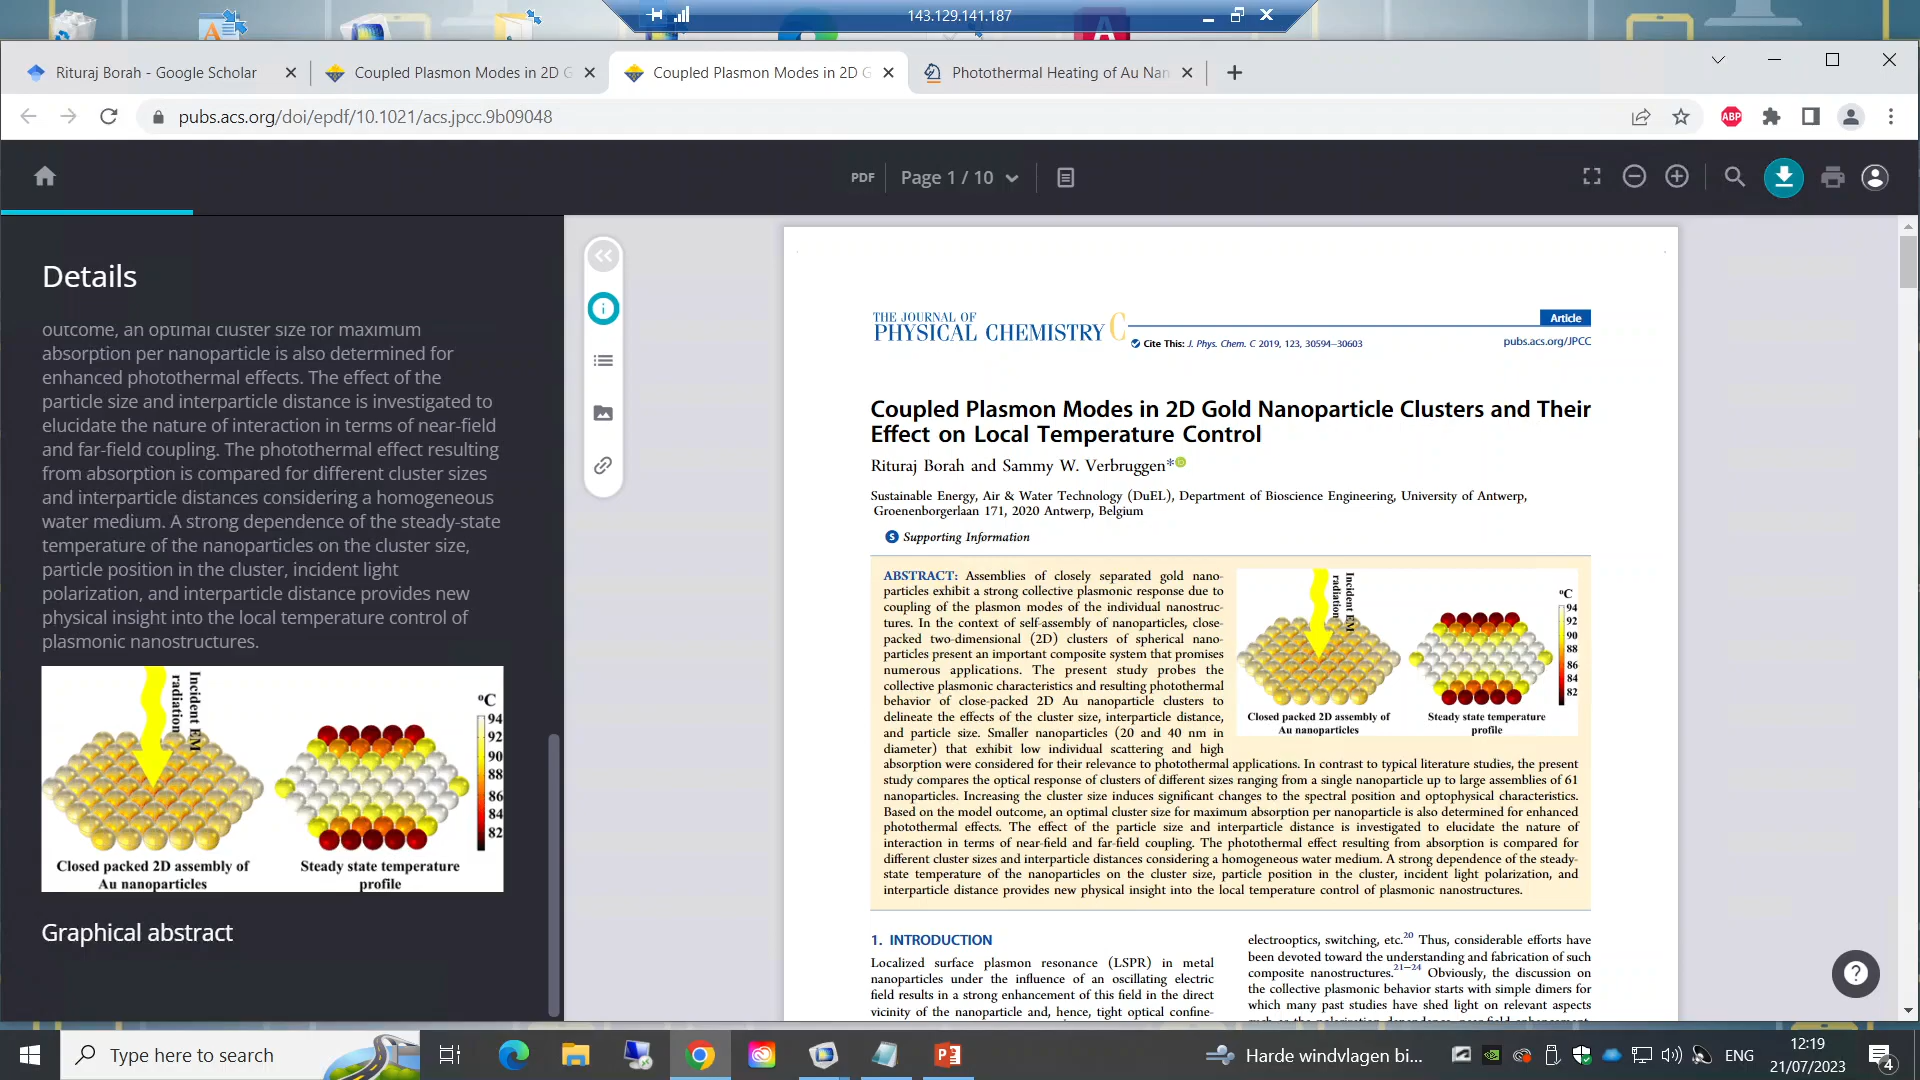 143.129.141.187
Rituraj Borah - Google Scholar
Coupled Plasmon Modes in 2D G
Coupled Plasmon Modes in 2D G
Photothermal Heating of Au Nan
pubs.acs.org/doi/epdf/10.1021/acs.jpcc.9b09048
ABP
PDF
Page 1 / 10
Details
outcome, an optimal cluster size for maximum
absorption per nanoparticle is also determined for
enhanced photothermal effects. The effect of the
particle size and interparticle distance is investigated to
elucidate the nature of interaction in terms of near-field
and far-field coupling. The photothermal effect resulting
from absorption is compared for different cluster sizes
and interparticle distances considering a homogeneous
water medium. A strong dependence of the steady-state
temperature of the nanoparticles on the cluster size,
particle position in the cluster, incident light
polarization, and interparticle distance provides new
physical insight into the local temperature control of
plasmonic nanostructures.
Incident EM
radiation
°C
94
92
90
88
86
84
82
Closed packed 2D assembly of
Au nanoparticles
Steady state temperature
profile
Graphical abstract
THE JOURNAL OF
PHYSICAL CHEMISTRY C
Article
Cite This: J. Phys. Chem. C 2019, 123, 30594−30603
pubs.acs.org/JPCC
Coupled Plasmon Modes in 2D Gold Nanoparticle Clusters and Their
Effect on Local Temperature Control
Rituraj Borah and Sammy W. Verbruggen*
Sustainable Energy, Air & Water Technology (DuEL), Department of Bioscience Engineering, University of Antwerp,
Groenenborgerlaan 171, 2020 Antwerp, Belgium
S Supporting Information
ABSTRACT: Assemblies of closely separated gold nano-
particles exhibit a strong collective plasmonic response due to
coupling of the plasmon modes of the individual nanostruc-
tures. In the context of self-assembly of nanoparticles, close-
packed two-dimensional (2D) clusters of spherical nano-
particles present an important composite system that promises
numerous applications. The present study probes the
collective plasmonic characteristics and resulting photothermal
behavior of close-packed 2D Au nanoparticle clusters to
delineate the effects of the cluster size, interparticle distance,
and particle size. Smaller nanoparticles (20 and 40 nm in
diameter) that exhibit low individual scattering and high
absorption were considered for their relevance to photothermal applications. In contrast to typical literature studies, the present
study compares the optical response of clusters of different sizes ranging from a single nanoparticle up to large assemblies of 61
nanoparticles. Increasing the cluster size induces significant changes to the spectral position and optophysical characteristics.
Based on the model outcome, an optimal cluster size for maximum absorption per nanoparticle is also determined for enhanced
photothermal effects. The effect of the particle size and interparticle distance is investigated to elucidate the nature of
interaction in terms of near-field and far-field coupling. The photothermal effect resulting from absorption is compared for
different cluster sizes and interparticle distances considering a homogeneous water medium. A strong dependence of the steady-
state temperature of the nanoparticles on the cluster size, particle position in the cluster, incident light polarization, and
interparticle distance provides new physical insight into the local temperature control of plasmonic nanostructures.
Incident EM
radiation
°C
94
92
90
88
86
84
82
Closed packed 2D assembly of
Au nanoparticles
Steady state temperature
profile
1. INTRODUCTION
Localized surface plasmon resonance (LSPR) in metal
nanoparticles under the influence of an oscillating electric
field results in a strong enhancement of this field in the direct
vicinity of the nanoparticle and, hence, tight optical confine-
electrooptics, switching, etc.20 Thus, considerable efforts have
been devoted toward the understanding and fabrication of such
composite nanostructures.21−24 Obviously, the discussion on
the collective plasmonic behavior starts with simple dimers for
which many past studies have shed light on relevant aspects
Type here to search
Harde windvlagen bi...
ENG
12:19
21/07/2023
4